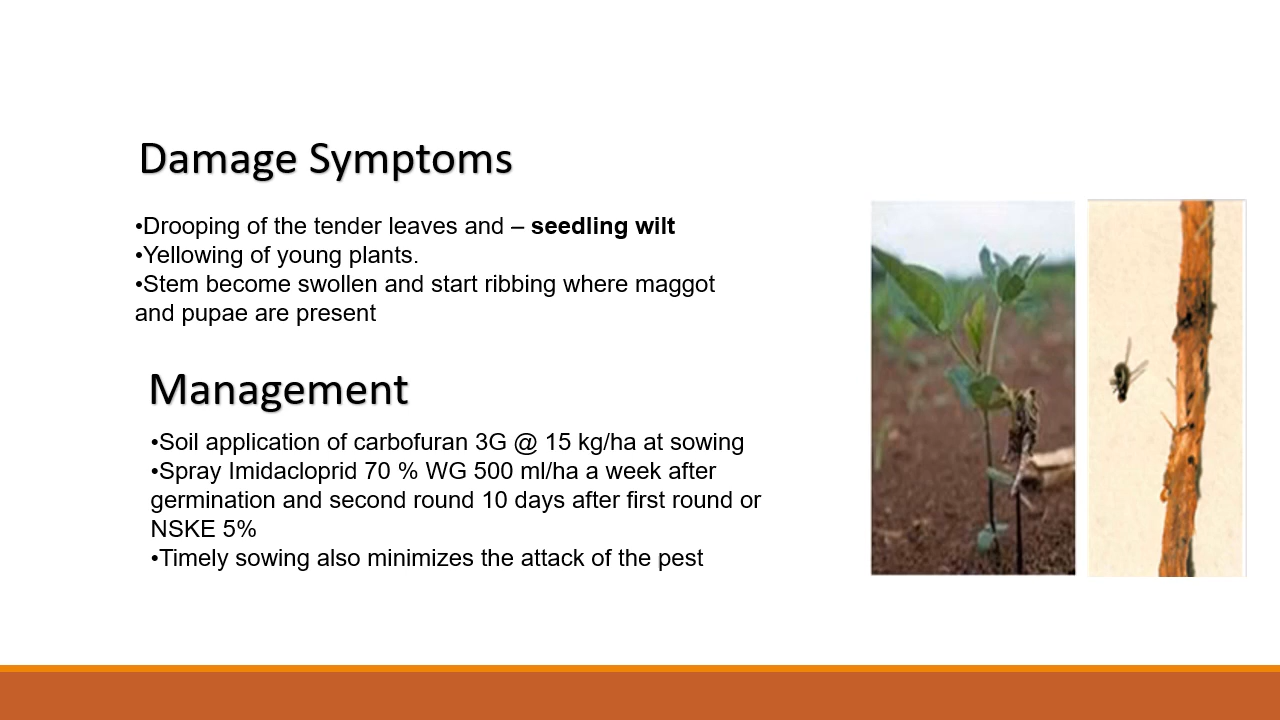 Damage Symptoms
•Drooping of the tender leaves and – seedling wilt
•Yellowing of young plants.
•Stem become swollen and start ribbing where maggot
and pupae are present
Management
•Soil application of carbofuran 3G @ 15 kg/ha at sowing
•Spray Imidacloprid 70 % WG 500 ml/ha a week after
germination and second round 10 days after first round or
NSKE 5%
•Timely sowing also minimizes the attack of the pest